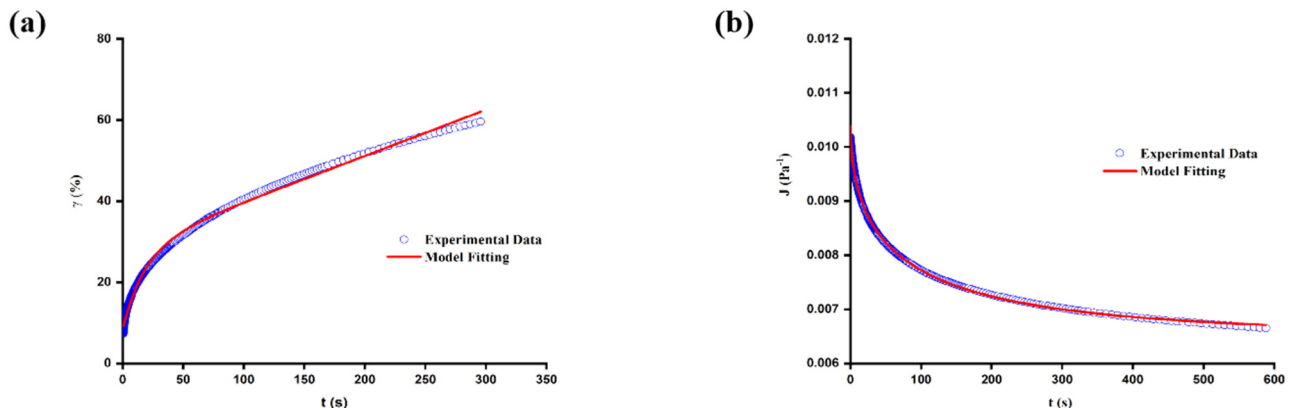 (a)
80
60
40
20
0
γ (%)
0 50 100 150 200 250 300 350
t (s)
Experimental Data
Model Fitting
(b)
0.012
0.011
0.010
0.009
0.008
0.007
0.006
J (Pa-1)
0 100 200 300 400 500 600
t (s)
Experimental Data
Model Fitting